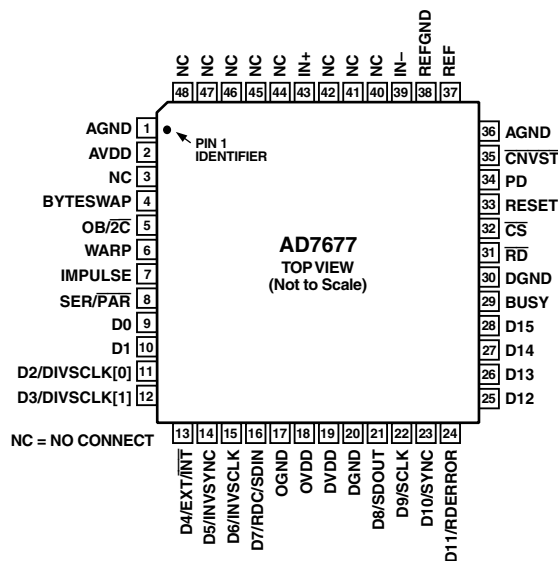 NC
NC
NC
NC
NC
IN+
NC
NC
NC
IN–
REFGND
REF
48 47 46 45 44 43 42 41 40 39 38 37
AGND 1
AVDD 2
NC 3
BYTESWAP 4
OB/2C̅ 5
WARP 6
IMPULSE 7
SER/P̅A̅R̅ 8
D0 9
D1 10
D2/DIVSCLK[0] 11
D3/DIVSCLK[1] 12
PIN 1
IDENTIFIER
AD7677
TOP VIEW
(Not to Scale)
36 AGND
35 C̅N̅V̅S̅T̅
34 PD
33 RESET
32 C̅S̅
31 R̅D̅
30 DGND
29 BUSY
28 D15
27 D14
26 D13
25 D12
NC = NO CONNECT
13 14 15 16 17 18 19 20 21 22 23 24
D4/EXT/I̅N̅T̅
D5/INVSYNC
D6/INVSCLK
D7/RDC/SDIN
OGND
OVDD
DVDD
DGND
D8/SDOUT
D9/SCLK
D10/SYNC
D11/RDERROR